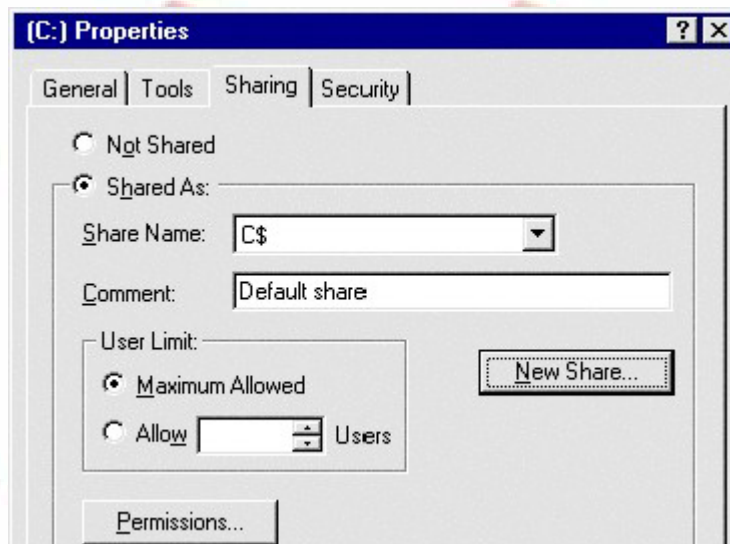 (C:) Properties ? ×
General Tools Sharing Security
Not Shared
Shared As:
Share Name: C$
Comment: Default share
User Limit:
Maximum Allowed
New Share...
Allow Users
Permissions...